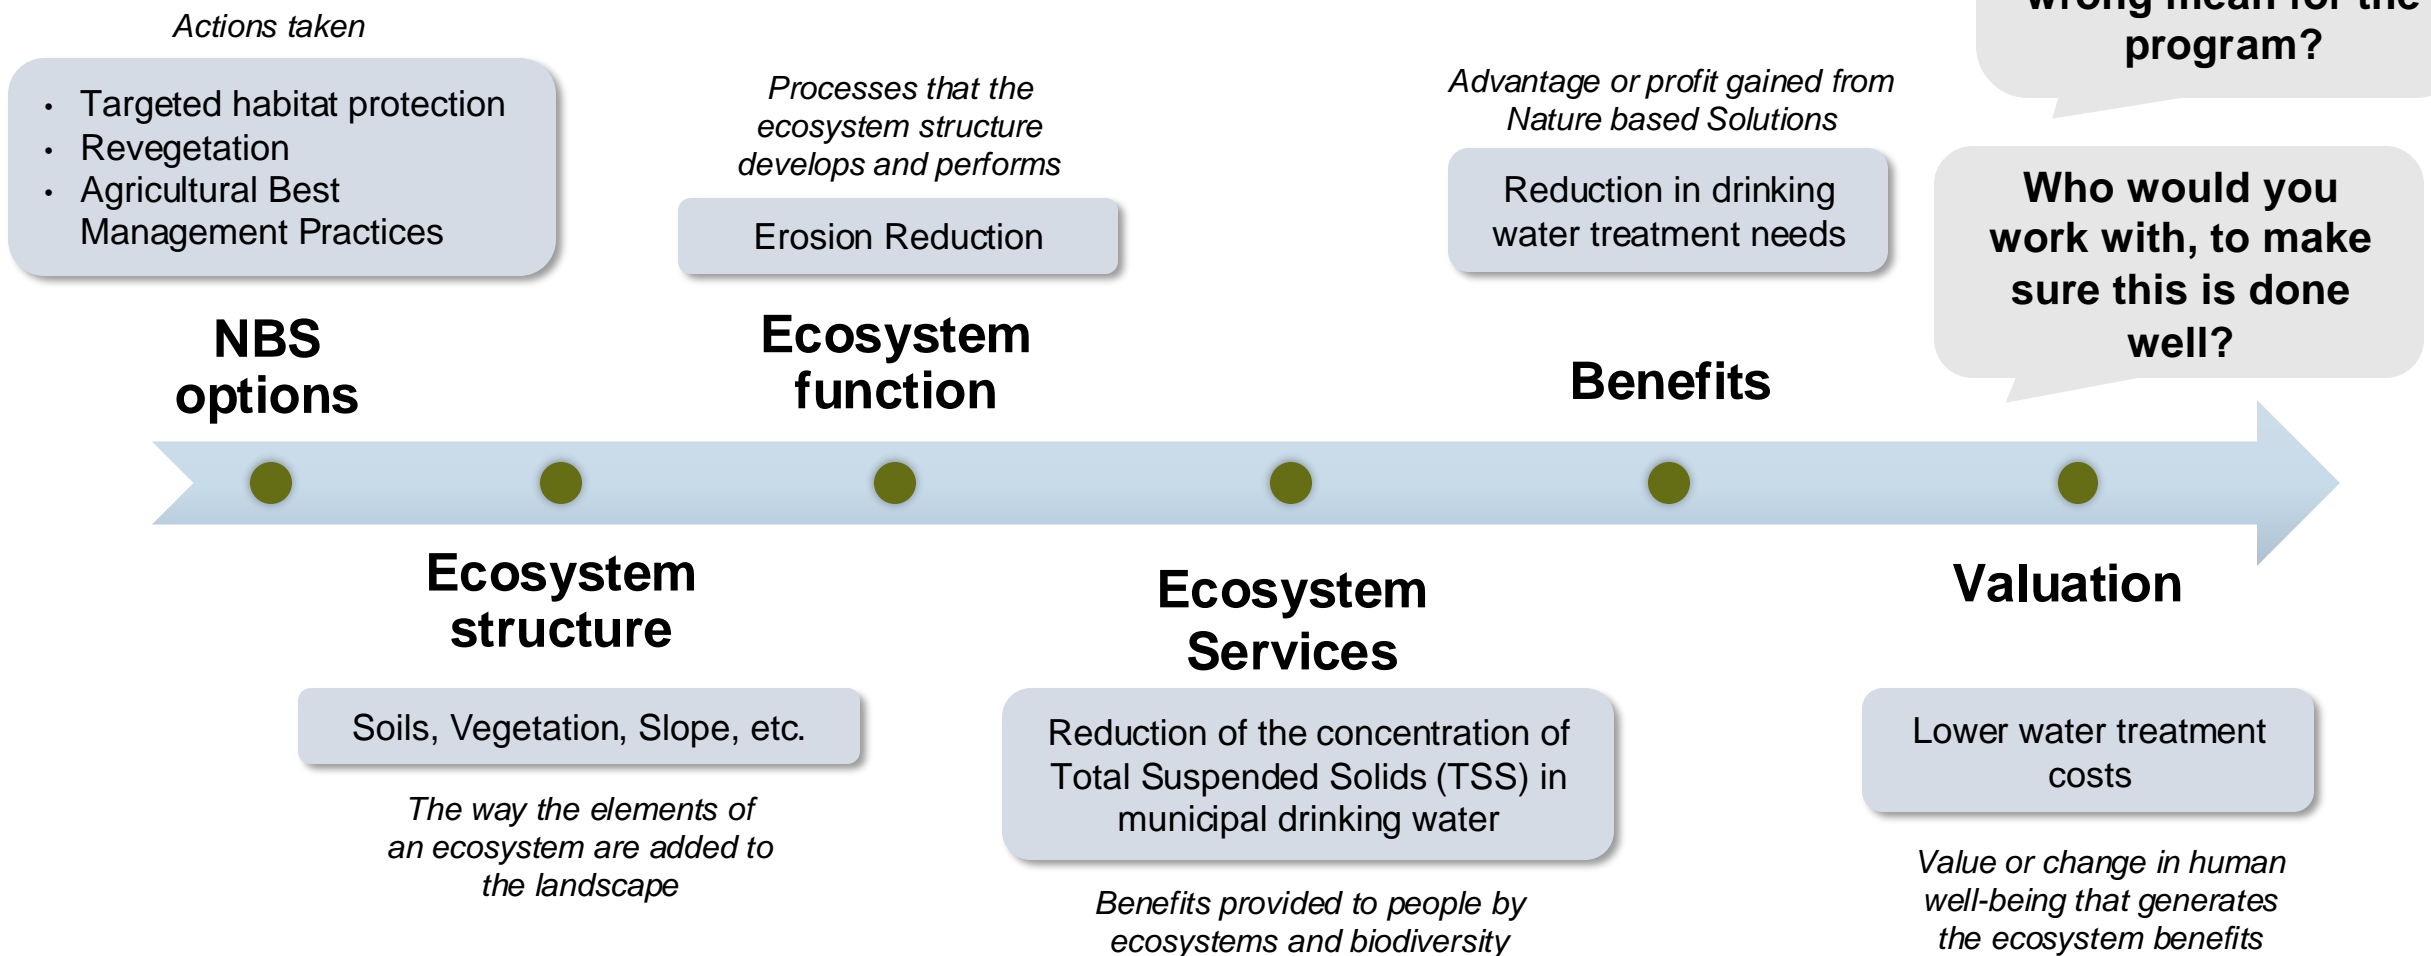 Actions taken
• Targeted habitat protection
• Revegetation
• Agricultural Best
Management Practices
NBS
options
Processes that the
ecosystem structure
develops and performs
Erosion Reduction
Ecosystem
function
Advantage or profit gained from
Nature based Solutions
Reduction in drinking
water treatment needs
Benefits
wrong mean for the
program?
Who would you
work with, to make
sure this is done
well?
Ecosystem
structure
Soils, Vegetation, Slope, etc.
The way the elements of
an ecosystem are added to
the landscape
Ecosystem
Services
Reduction of the concentration of
Total Suspended Solids (TSS) in
municipal drinking water
Benefits provided to people by
ecosystems and biodiversity
Valuation
Lower water treatment
costs
Value or change in human
well-being that generates
the ecosystem benefits